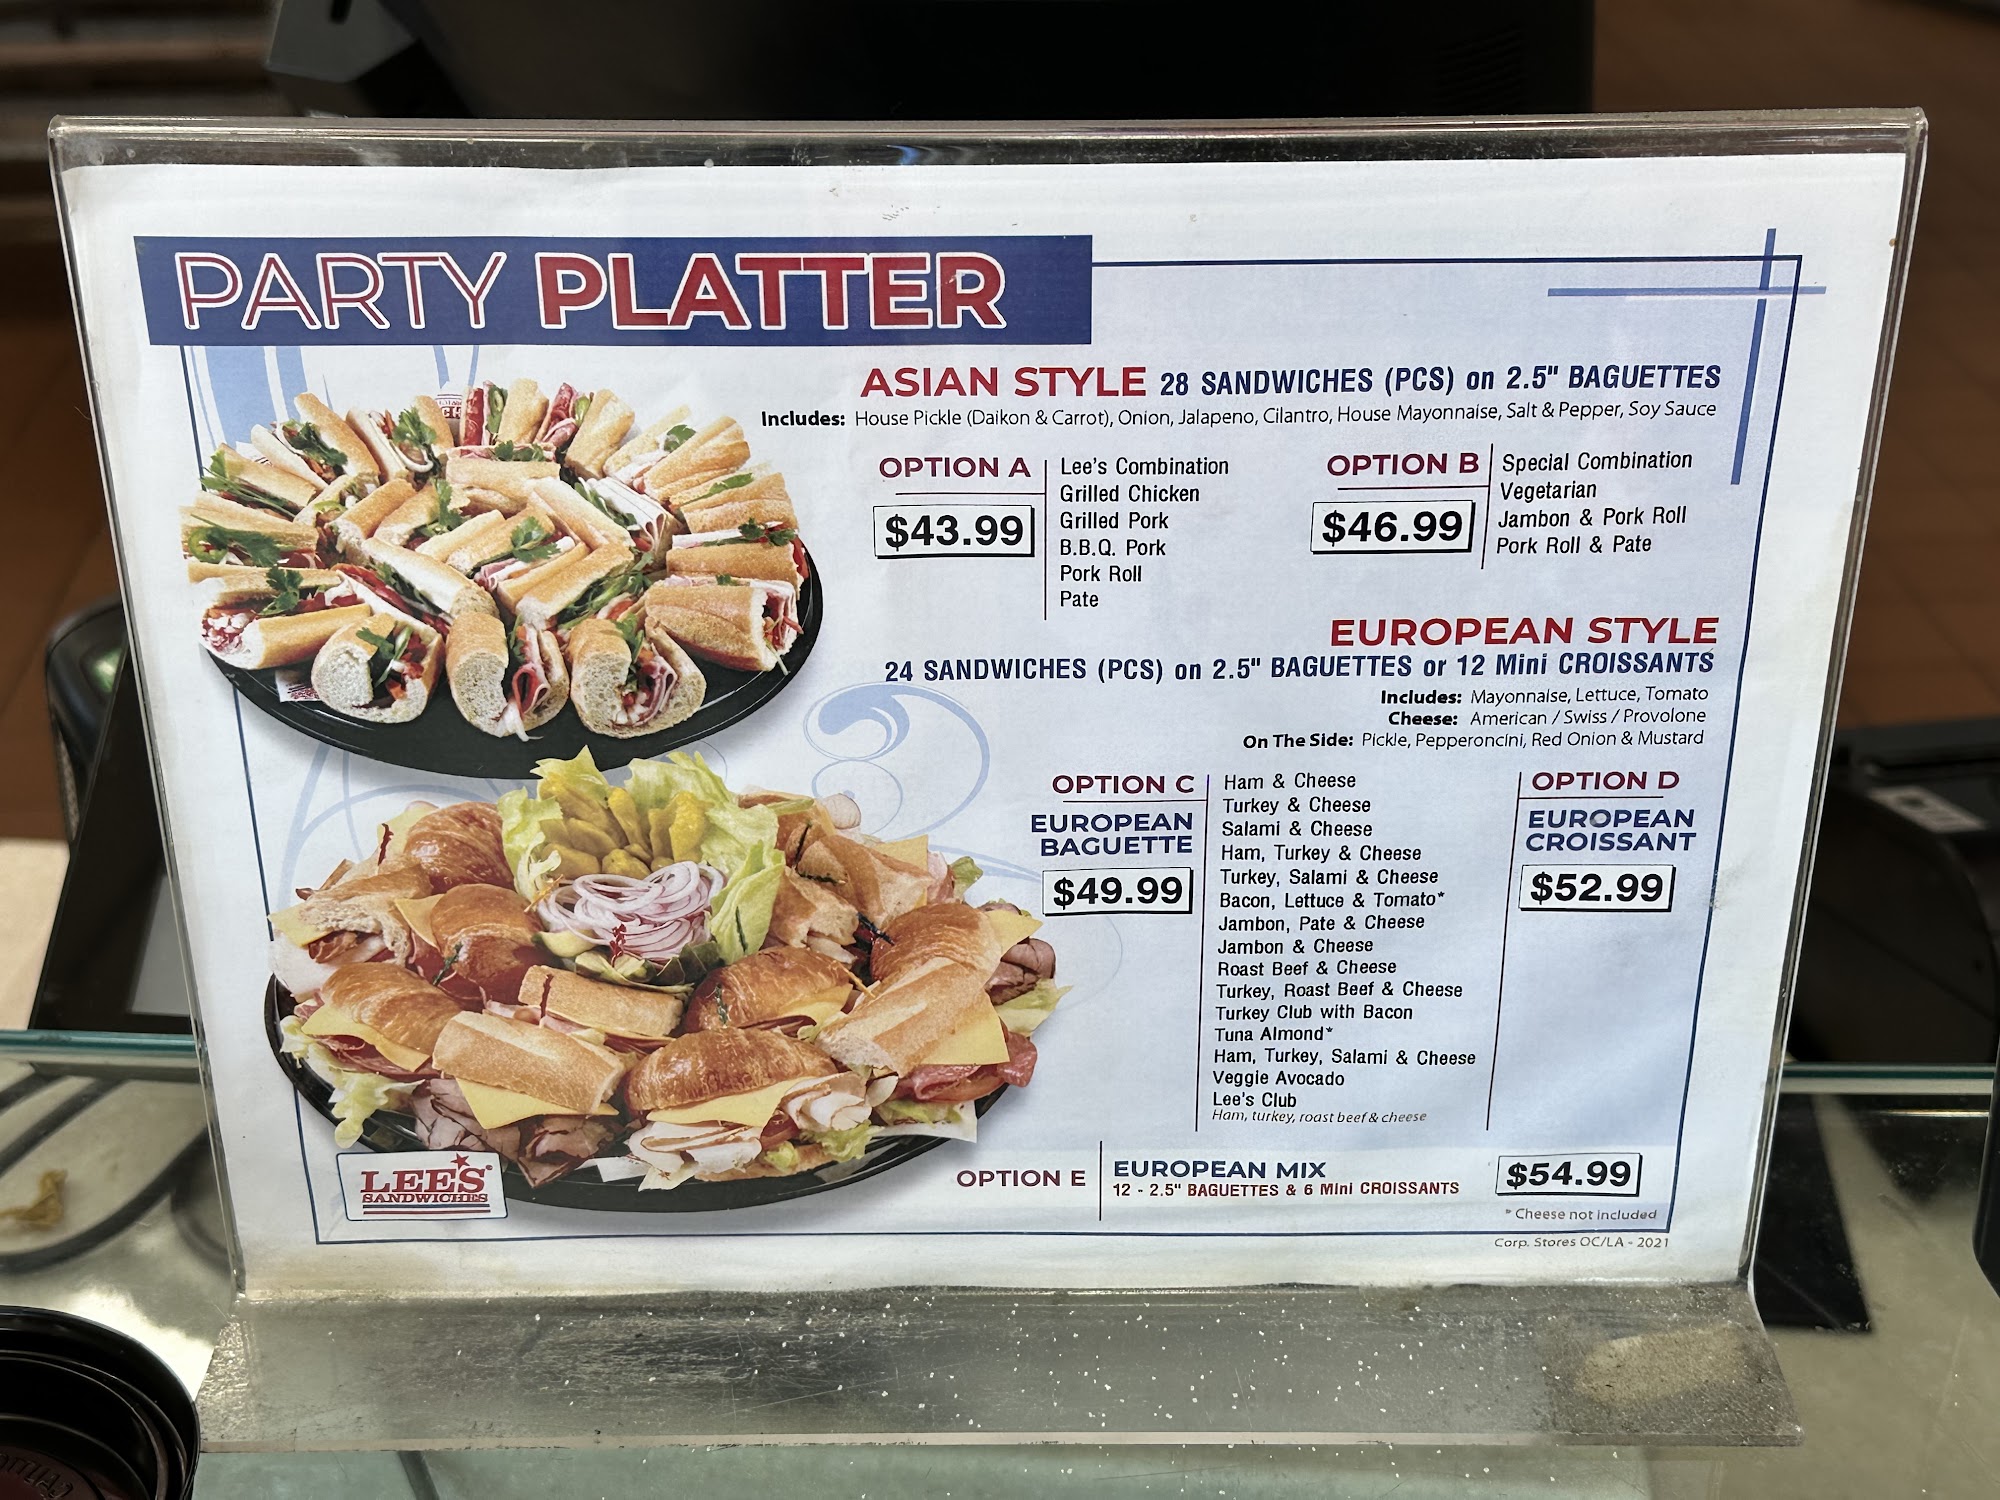 PARTY PLATTER
ASIAN STYLE 28 SANDWICHES (PCS) on 2.5" BAGUETTES
Includes: House Pickle (Daikon & Carrot), Onion, Jalapeno, Cilantro, House Mayonnaise, Salt & Pepper, Soy Sauce
OPTION A
$43.99
Lee's Combination
Grilled Chicken
Grilled Pork
B.B.Q. Pork
Pork Roll
Pate
OPTION B
$46.99
Special Combination
Vegetarian
Jambon & Pork Roll
Pork Roll & Pate
EUROPEAN STYLE
24 SANDWICHES (PCS) on 2.5" BAGUETTES or 12 Mini CROISSANTS
Includes: Mayonnaise, Lettuce, Tomato
Cheese: American / Swiss / Provolone
On The Side: Pickle, Pepperoncini, Red Onion & Mustard
OPTION C
EUROPEAN
BAGUETTE
$49.99
Ham & Cheese
Turkey & Cheese
Salami & Cheese
Ham, Turkey & Cheese
Turkey, Salami & Cheese
Bacon, Lettuce & Tomato*
Jambon, Pate & Cheese
Jambon & Cheese
Roast Beef & Cheese
Turkey, Roast Beef & Cheese
Turkey Club with Bacon
Tuna Almond*
Ham, Turkey, Salami & Cheese
Veggie Avocado
Lee's Club
Ham, turkey, roast beef & cheese
OPTION D
EUROPEAN
CROISSANT
$52.99
OPTION E
EUROPEAN MIX
12 - 2.5" BAGUETTES & 6 Mini CROISSANTS
$54.99
* Cheese not included
Corp. Stores OC/LA - 2021
LEE'S
SANDWICHES